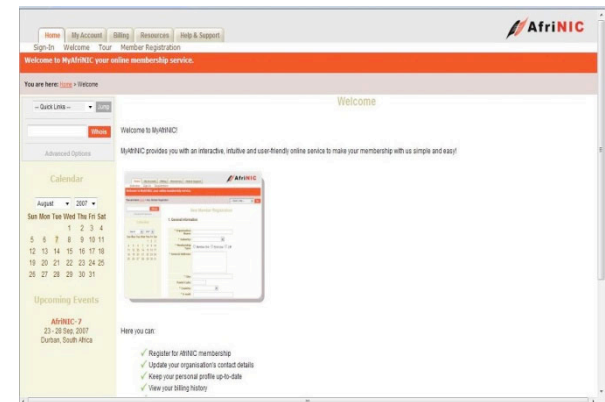 AfriNIC
Home My Account Billing Resources Help & Support
Sign-In Welcome Tour Member Registration
Welcome to MyAfriNIC your online membership service.
You are here: Home » Welcome
-- Quick Links -- Jump
Whois
Advanced Options
Calendar
August 2007
Sun Mon Tue Wed Thu Fri Sat
1 2 3 4
5 6 7 8 9 10 11
12 13 14 15 16 17 18
19 20 21 22 23 24 25
26 27 28 29 30 31
Upcoming Events
AfriNIC-7
23 - 28 Sep, 2007
Durban, South Africa
Welcome
Welcome to MyAfriNIC!
MyAfriNIC provides you with an interactive, intuitive and user-friendly online service to make your membership with us simple and easy!
AfriNIC
Here you can:
Register for AfriNIC membership
Update your organisation's contact details
Keep your personal profile up-to-date
View your billing history